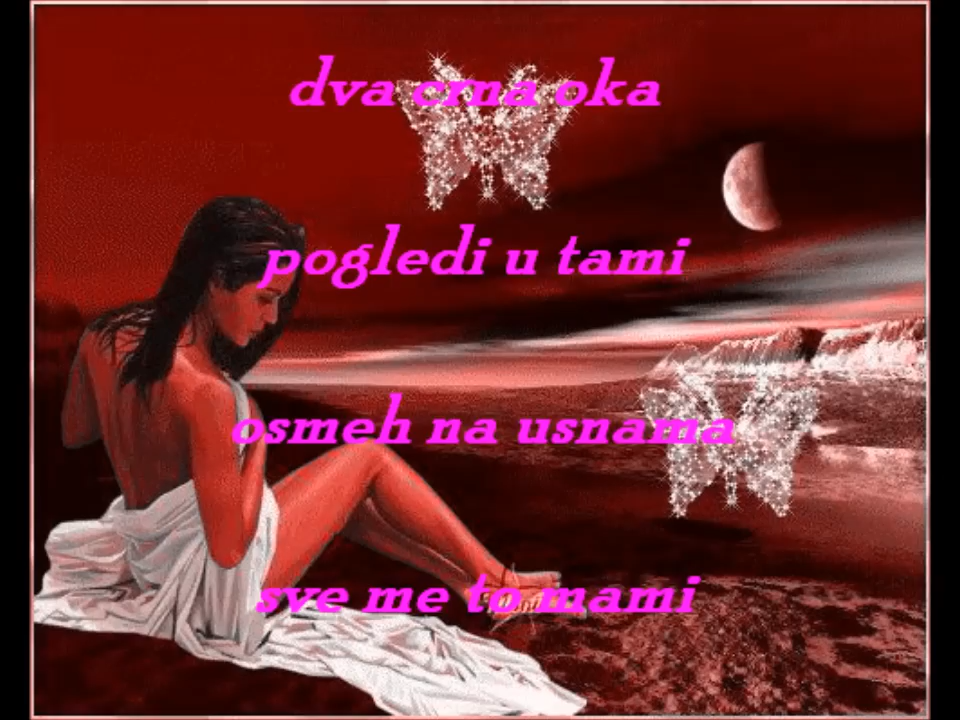 dva crna oka
pogledi u tami
osmeh na usnama
sve me to mami